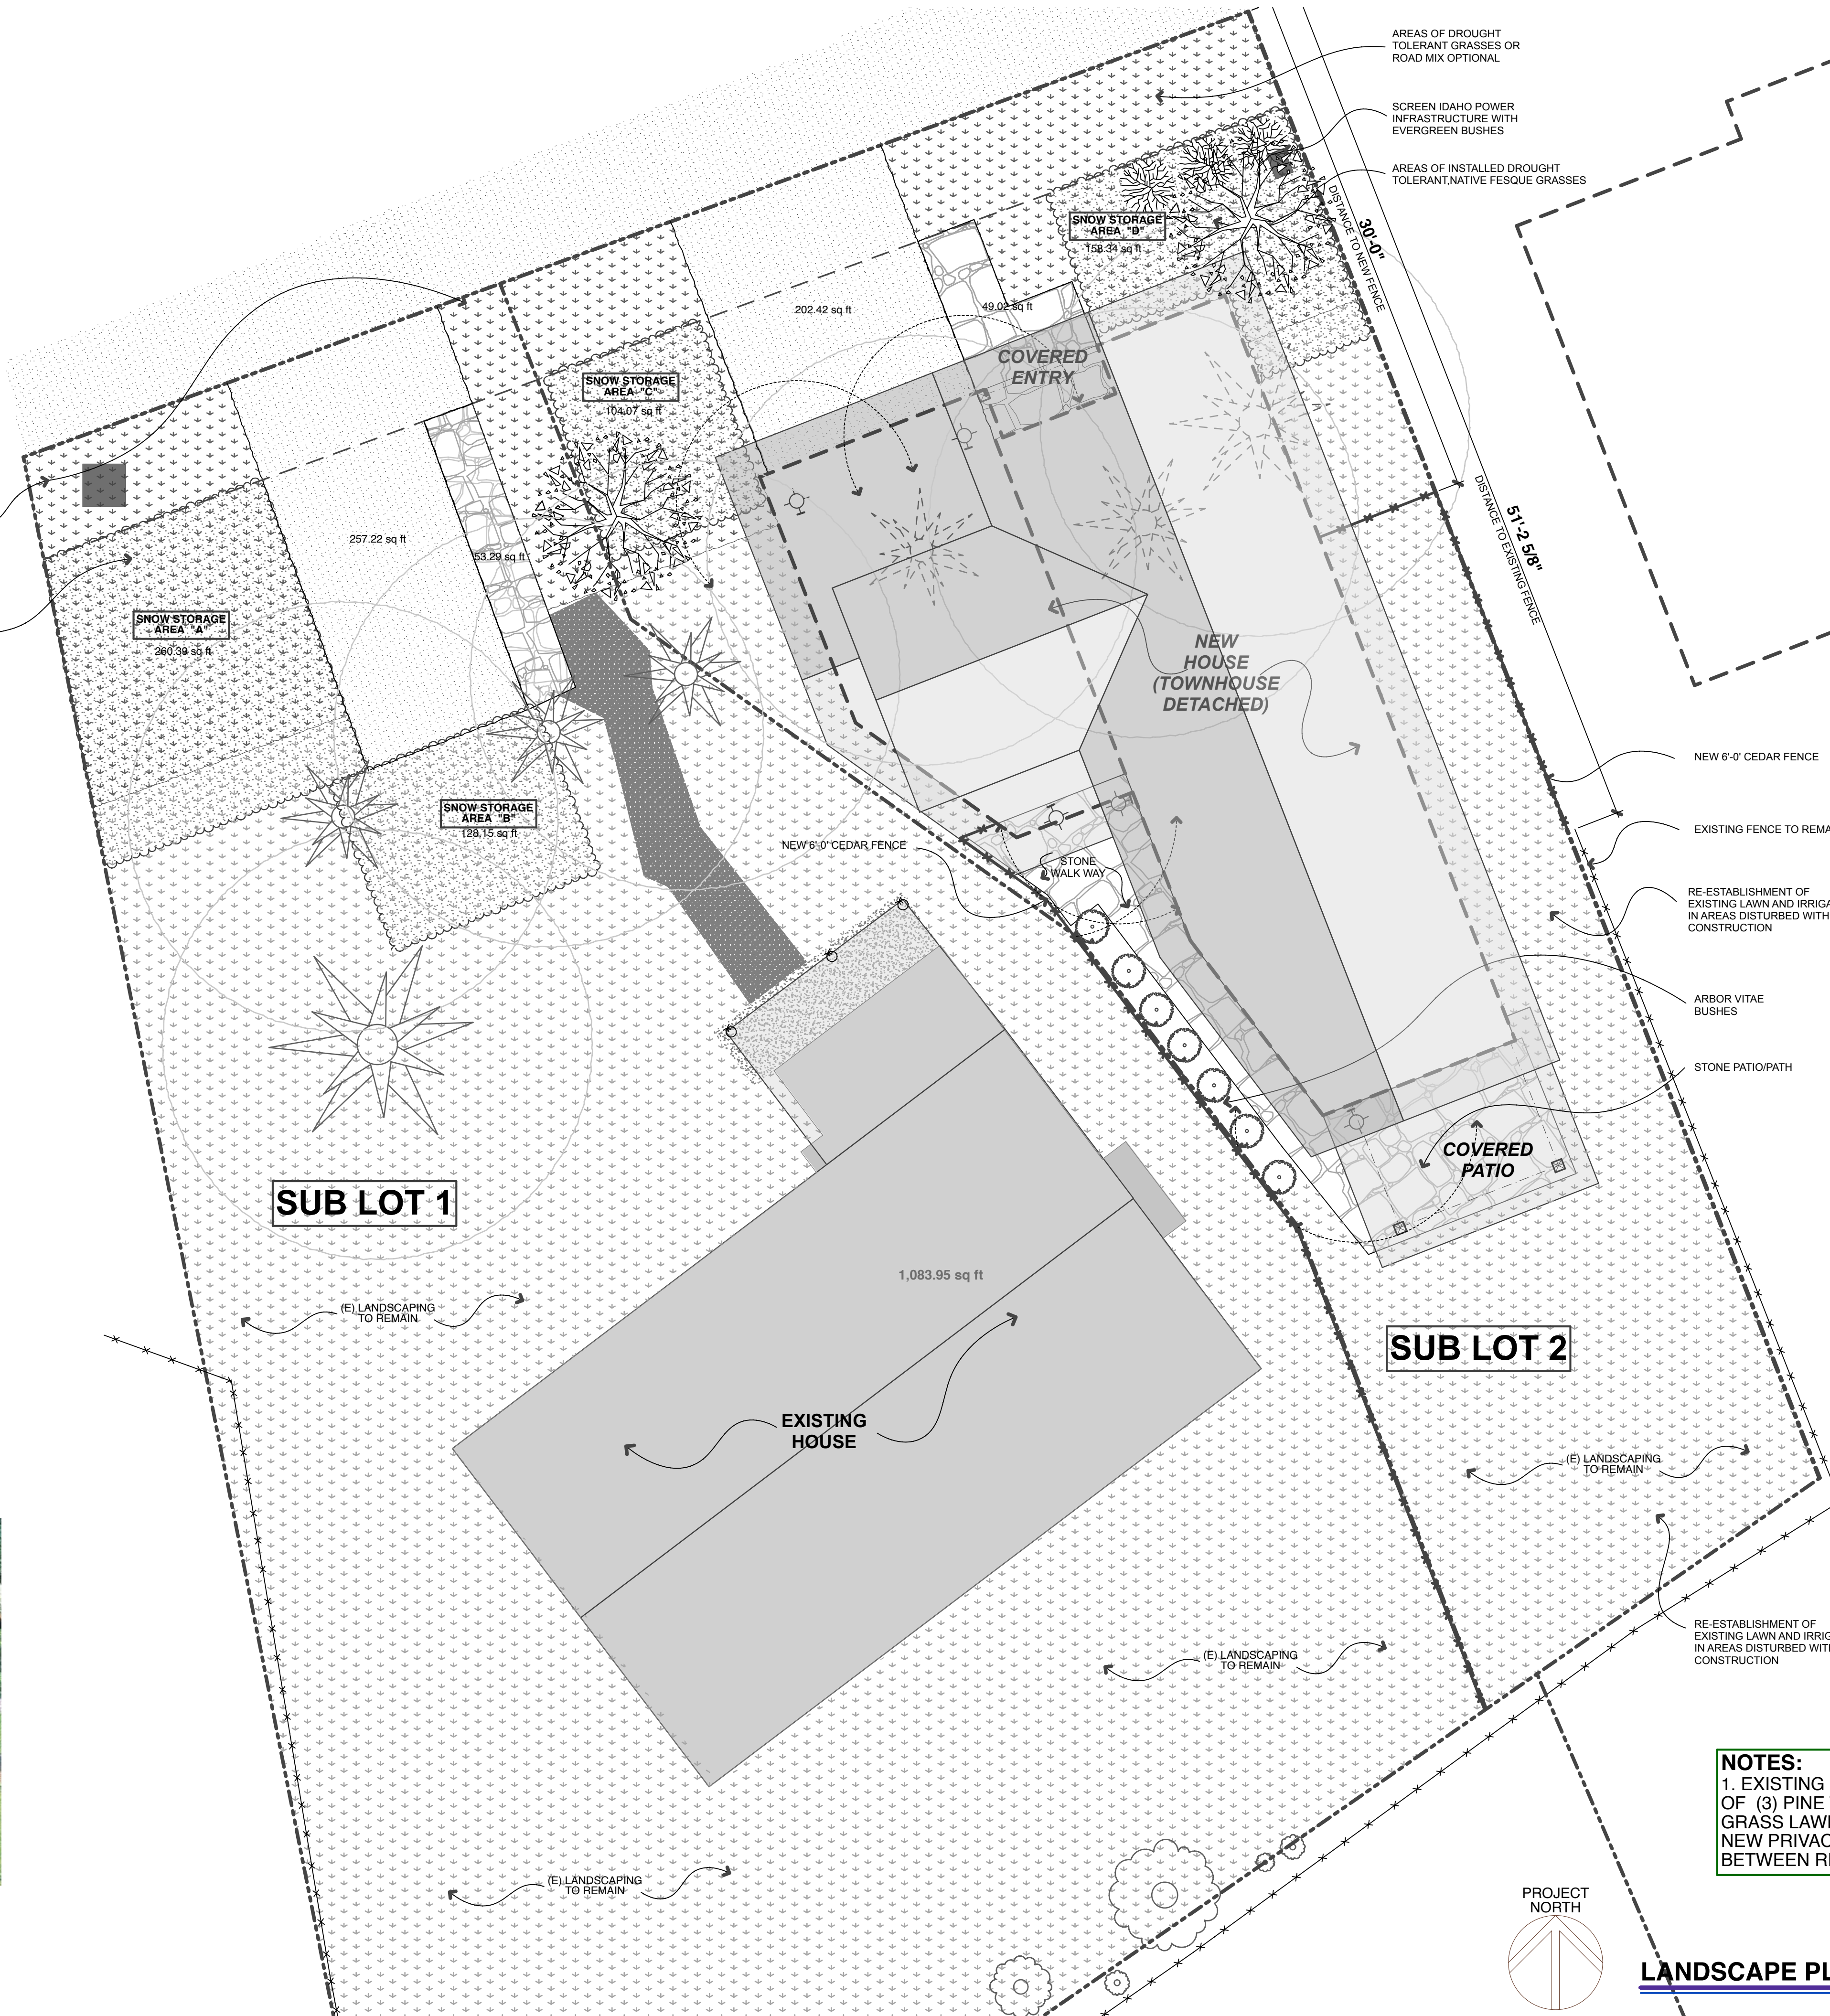 AREAS OF DROUGHT
TOLERANT GRASSES OR
ROAD MIX OPTIONAL
SCREEN IDAHO POWER
INFRASTRUCTURE WITH
EVERGREEN BUSHES
AREAS OF INSTALLED DROUGHT
TOLERANT,NATIVE FESQUE GRASSES
30'-0"
DISTANCE TO NEW FENCE
SNOW STORAGE
AREA "D"
158.34 sq ft
202.42 sq ft
49.02 sq ft
COVERED
ENTRY
SNOW STORAGE
AREA "C"
104.07 sq ft
51'-2 5/8"
DISTANCE TO EXISTING FENCE
257.22 sq ft
53.29 sq ft
SNOW STORAGE
AREA "A"
260.39 sq ft
NEW
HOUSE
(TOWNHOUSE
DETACHED)
NEW 6'-0' CEDAR FENCE
SNOW STORAGE
AREA "B"
128.15 sq ft
EXISTING FENCE TO REMA
NEW 6'-0' CEDAR FENCE
STONE
WALK WAY
RE-ESTABLISHMENT OF
EXISTING LAWN AND IRRIGA
IN AREAS DISTURBED WITH
CONSTRUCTION
ARBOR VITAE
BUSHES
STONE PATIO/PATH
COVERED
PATIO
SUB LOT 1
1,083.95 sq ft
(E) LANDSCAPING
TO REMAIN
SUB LOT 2
EXISTING
HOUSE
(E) LANDSCAPING
TO REMAIN
RE-ESTABLISHMENT OF
EXISTING LAWN AND IRRIG
IN AREAS DISTURBED WIT
CONSTRUCTION
(E) LANDSCAPING
TO REMAIN
NOTES:
1. EXISTING
OF (3) PINE
GRASS LAW
NEW PRIVAC
BETWEEN R
(E) LANDSCAPING
TO REMAIN
PROJECT
NORTH
LANDSCAPE PL